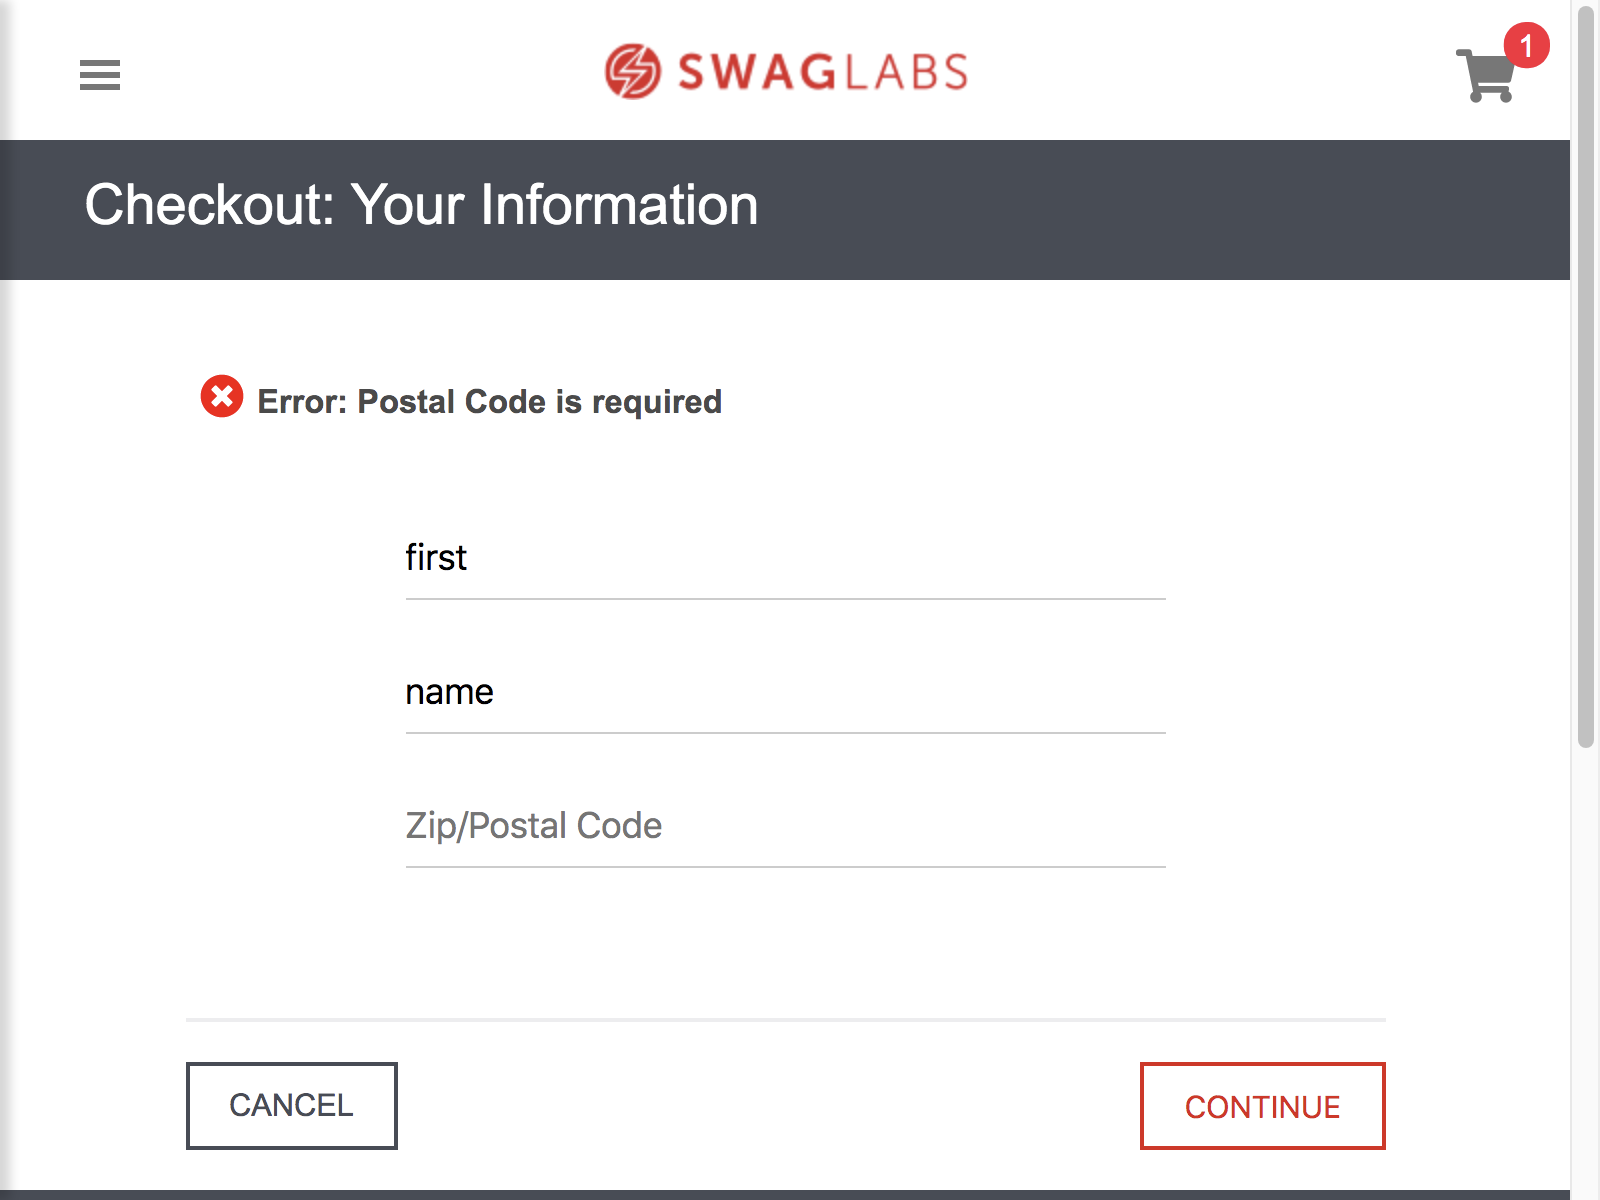 SWAGLABS
1
Checkout: Your Information
Error: Postal Code is required
first
name
Zip/Postal Code
CANCEL
CONTINUE